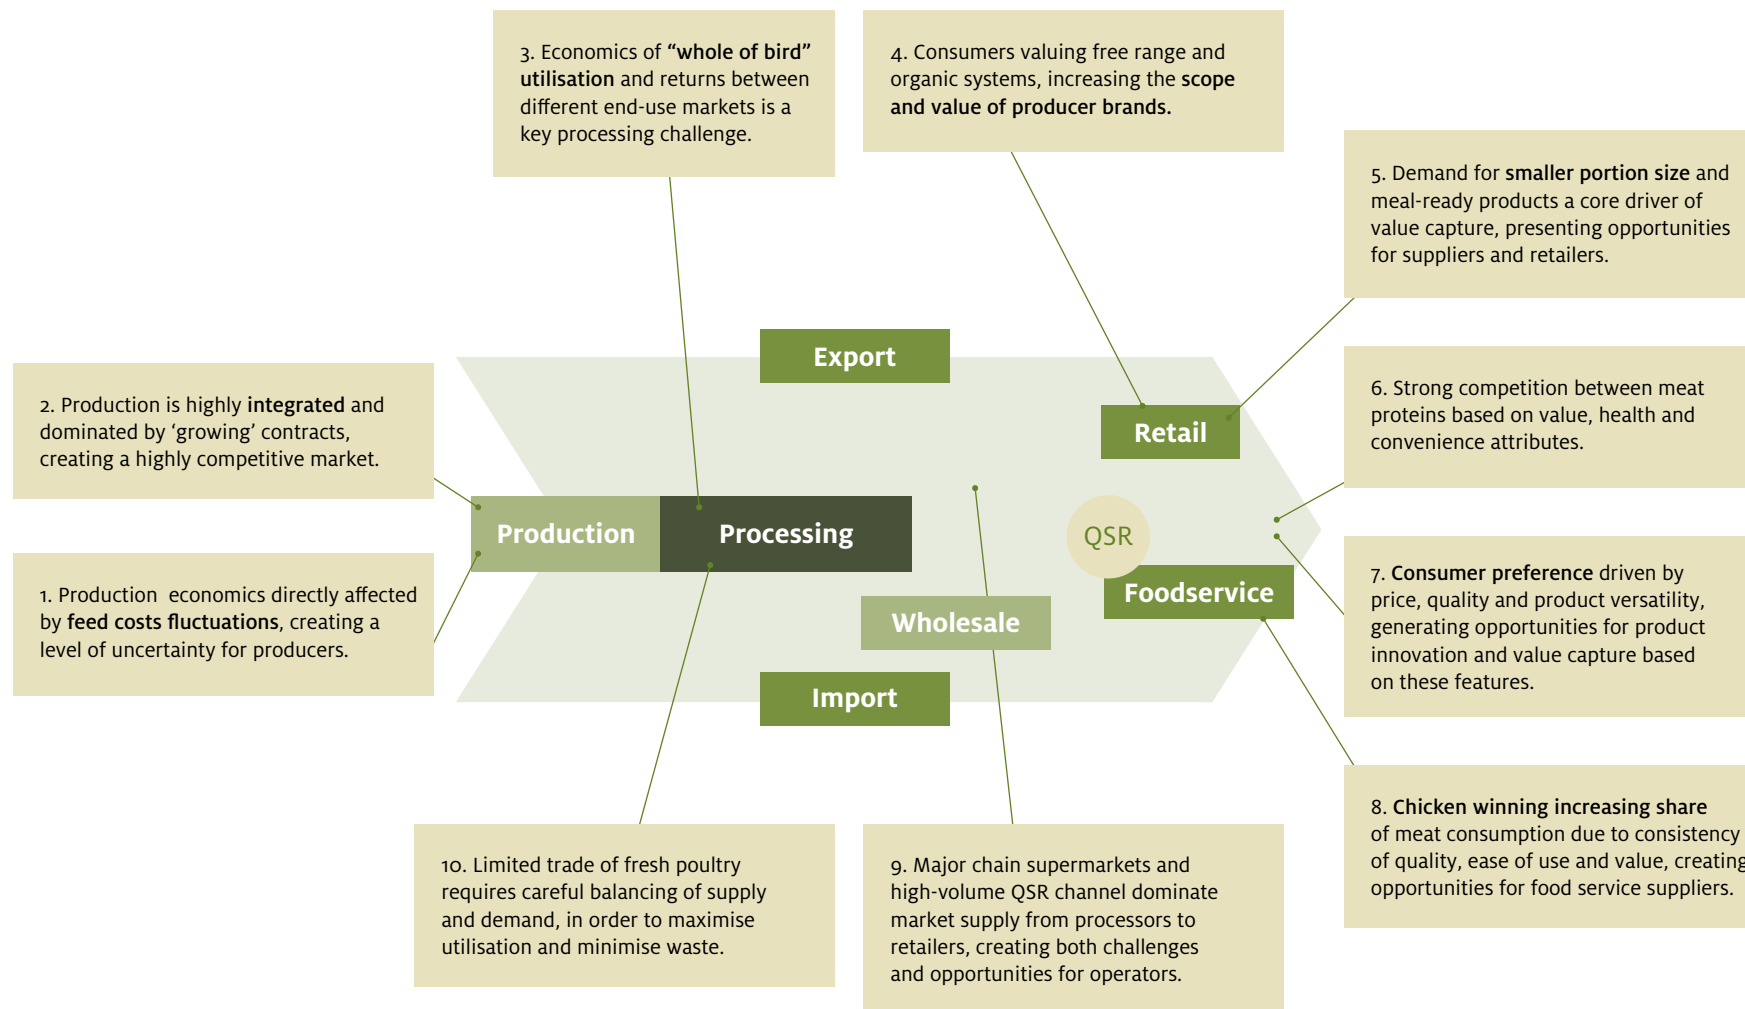 3. Economics of “whole of bird”
utilisation and returns between
different end-use markets is a
key processing challenge.
4. Consumers valuing free range and
organic systems, increasing the scope
and value of producer brands.
5. Demand for smaller portion size and
meal-ready products a core driver of
value capture, presenting opportunities
for suppliers and retailers.
Export
2. Production is highly integrated and
dominated by ‘growing’ contracts,
creating a highly competitive market.
Retail
6. Strong competition between meat
proteins based on value, health and
convenience attributes.
Production
Processing
QSR
1. Production economics directly affected
by feed costs fluctuations, creating a
level of uncertainty for producers.
Foodservice
Wholesale
Import
7. Consumer preference driven by
price, quality and product versatility,
generating opportunities for product
innovation and value capture based
on these features.
8. Chicken winning increasing share
of meat consumption due to consistency
of quality, ease of use and value, creating
opportunities for food service suppliers.
10. Limited trade of fresh poultry
requires careful balancing of supply
and demand, in order to maximise
utilisation and minimise waste.
9. Major chain supermarkets and
high-volume QSR channel dominate
market supply from processors to
retailers, creating both challenges
and opportunities for operators.